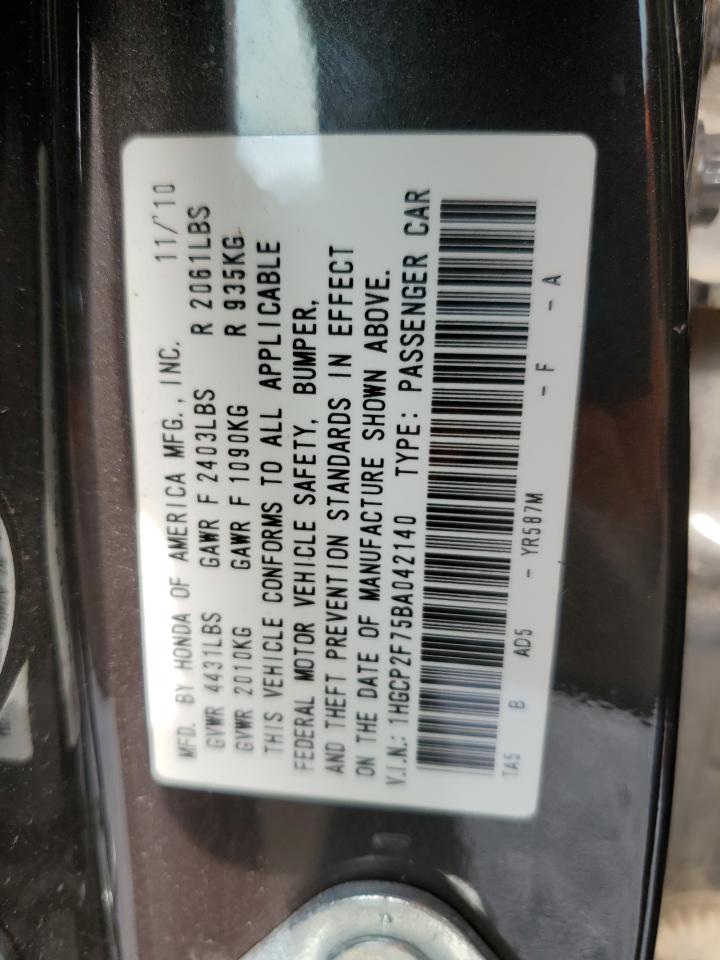 MFD. BY HONDA OF AMERICA MFG., INC. 11/'10
GVWR 4431LBS GAWR F 2403LBS R 2061LBS
GVWR 2010KG GAWR F 1090KG R 935KG
THIS VEHICLE CONFORMS TO ALL APPLICABLE
FEDERAL MOTOR VEHICLE SAFETY, BUMPER,
AND THEFT PREVENTION STANDARDS IN EFFECT
ON THE DATE OF MANUFACTURE SHOWN ABOVE.
V.I.N.: 1HGCP2F75BA042140 TYPE: PASSENGER CAR
TA5 B AD5 - YR587M - F - A